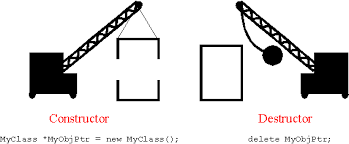 Constructor
Destructor
MyClass *MyObjPtr = new MyClass();
delete MyObjPtr;